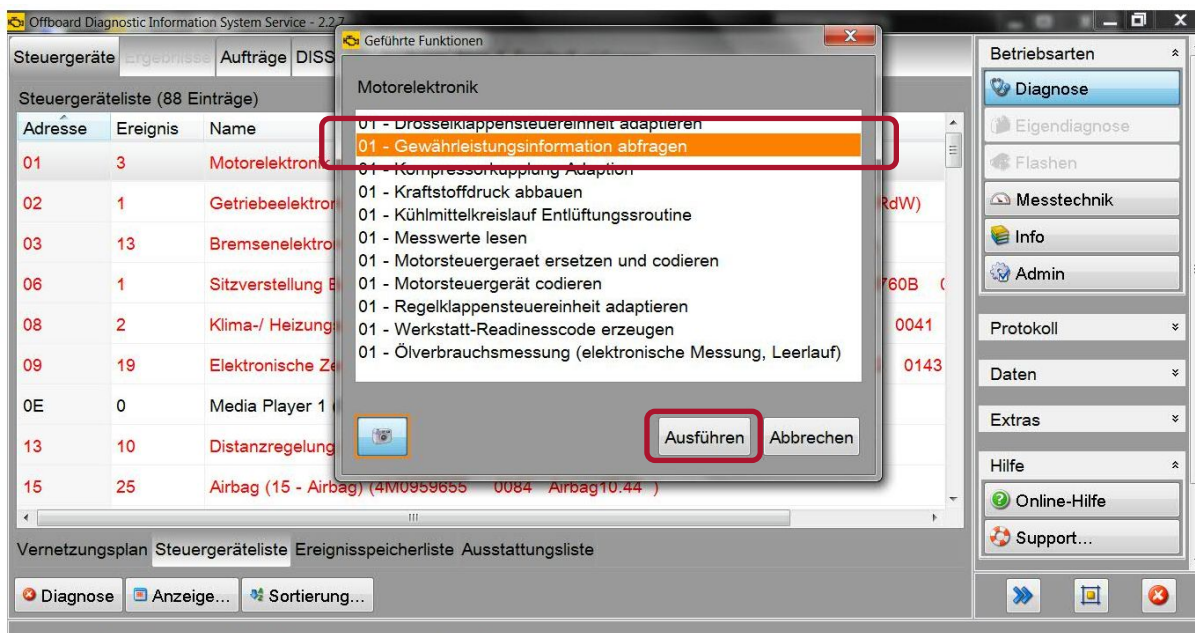 Offboard Diagnostic Information System Service - 2.2.7
Steuergeräte Ergebnisse Aufträge DISS
Steuergeräteliste (88 Einträge)
Adresse Ereignis Name
01 3 Motorelektronik
02 1 Getriebeelektron RdW)
03 13 Bremsenelektro
06 1 Sitzverstellung 760B
08 2 Klima-/ Heizung 0041
09 19 Elektronische Ze 0143
0E 0 Media Player 1
13 10 Distanzregelung
15 25 Airbag (15 - Airbag) (4M0959655 0084 Airbag10.44 )
Vernetzungsplan Steuergeräteliste Ereignisspeicherliste Ausstattungsliste
Diagnose Anzeige... Sortierung...
Geführte Funktionen
Motorelektronik
01 - Drosselklappensteuereinheit adaptieren
01 - Gewährleistungsinformation abfragen
01 - Kompressorkupplung Adaption
01 - Kraftstoffdruck abbauen
01 - Kühlmittelkreislauf Entlüftungssroutine
01 - Messwerte lesen
01 - Motorsteuergeraet ersetzen und codieren
01 - Motorsteuergerät codieren
01 - Regelklappensteuereinheit adaptieren
01 - Werkstatt-Readinesscode erzeugen
01 - Ölverbrauchsmessung (elektronische Messung, Leerlauf)
Ausführen Abbrechen
Betriebsarten
Diagnose
Eigendiagnose
Flashen
Messtechnik
Info
Admin
Protokoll
Daten
Extras
Hilfe
Online-Hilfe
Support...